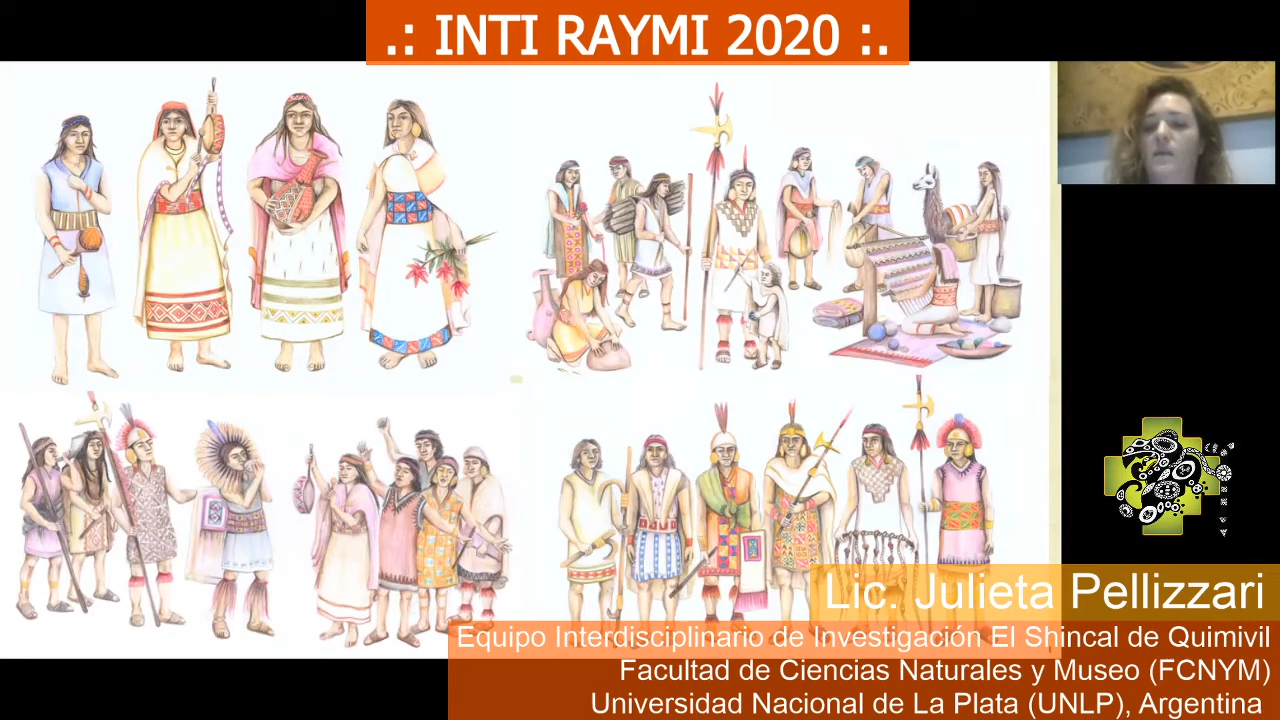 .: INTI RAYMI 2020 :.
Lic. Julieta Pellizzari
Equipo Interdisciplinario de Investigación El Shincal de Quimivil
Facultad de Ciencias Naturales y Museo (FCNYM)
Universidad Nacional de La Plata (UNLP), Argentina